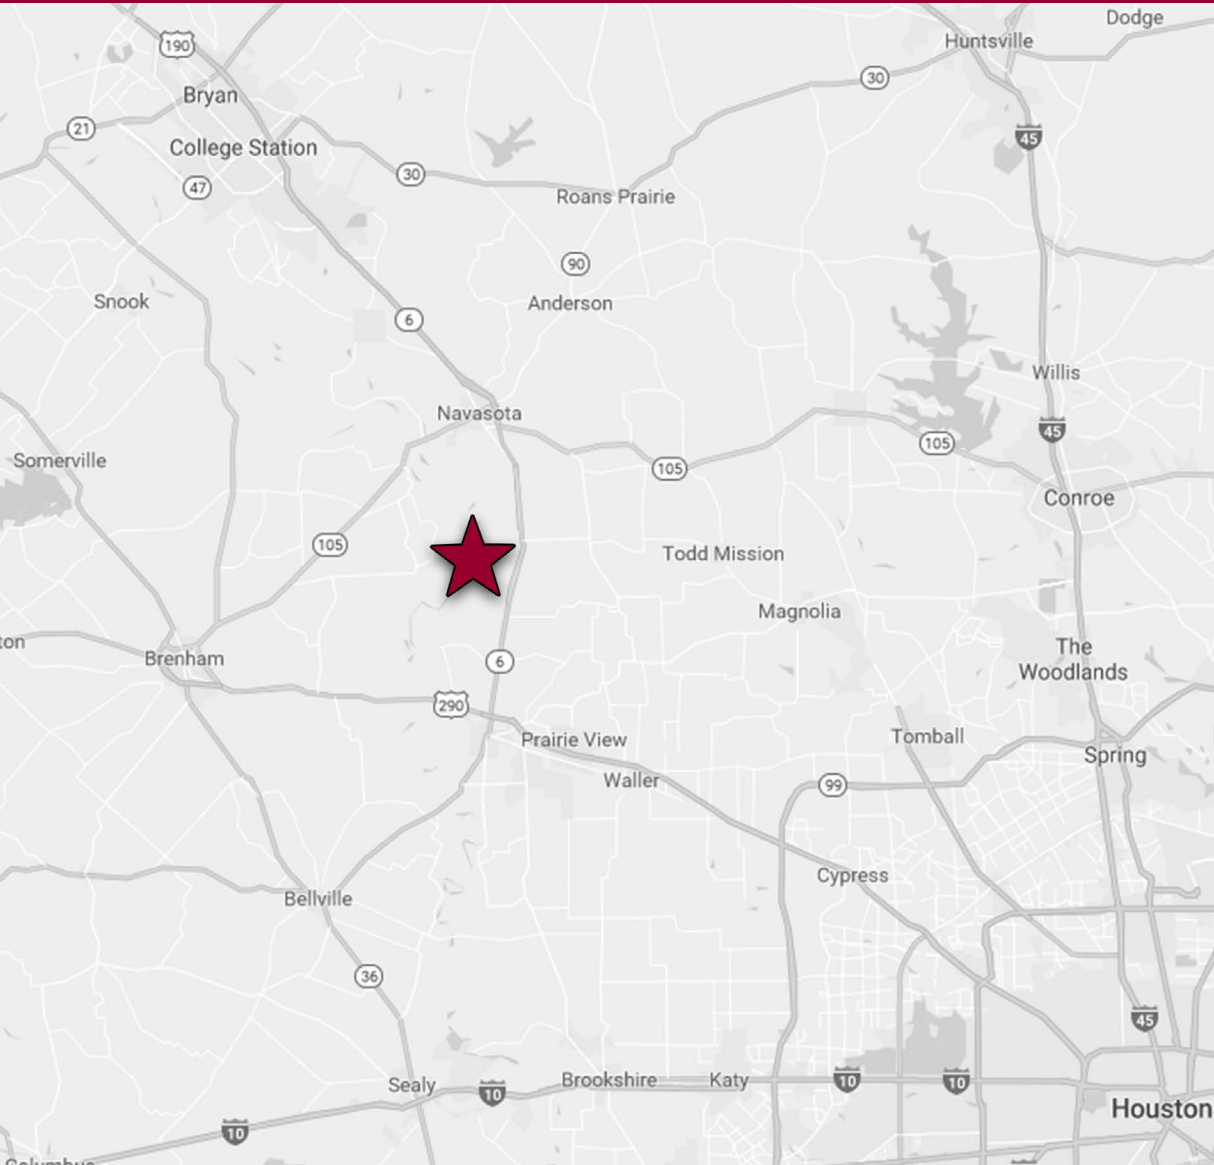 Dodge
Huntsville
190
30
Bryan
21
45
College Station
30
47
Roans Prairie
90
Snook
Anderson
6
Willis
Navasota
45
105
105
Somerville
Conroe
105
Todd Mission
Magnolia
ton
The
Woodlands
Brenham
6
290
Tomball
Prairie View
Spring
Waller
99
Cypress
Bellville
36
45
Sealy
Brookshire
Katy
10
10
10
Houston
10
Columbus